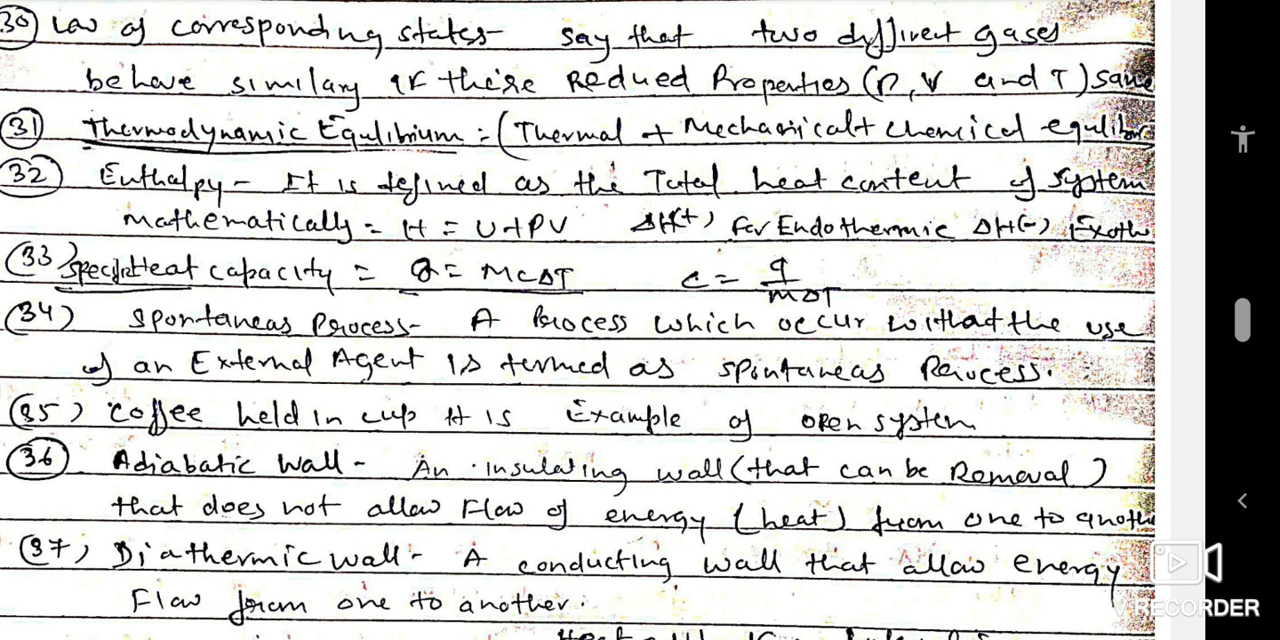 30) Law of corresponding states- say that two different gases
behave similary if there Reduced Properties (P, V and T) same
31) Thermodynamic Equlibrium = (Thermal + Mechanical + chemical equlibr
32) Enthalpy - It is defined as the Total heat content of system
mathematically = H = U+PV ΔH(+) For Endothermic ΔH(-) Exoth
33) specific Heat capacity = q = MCΔT c = q/mΔT
34) spontaneas Process- A Process which occur without the use
of an External Agent is termed as spontaneas Process.
35) coffee held in cup it is Example of open system
36) Adiabatic wall - An insulating wall (that can be Removal)
that does not allow Flow of energy (heat) from one to anothe
37) Diathermic wall - A conducting wall that allow energy
Flow from one to another.
V RECORDER